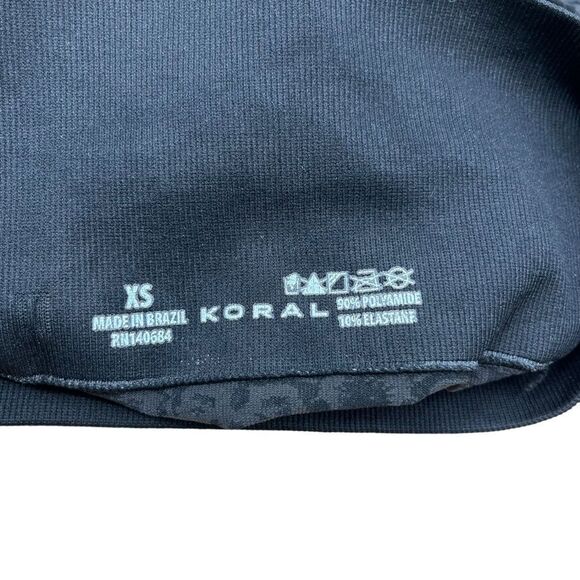 XS
MADE IN BRAZIL
RN140684
KORAL
90% POLYAMIDE
10% ELASTANE